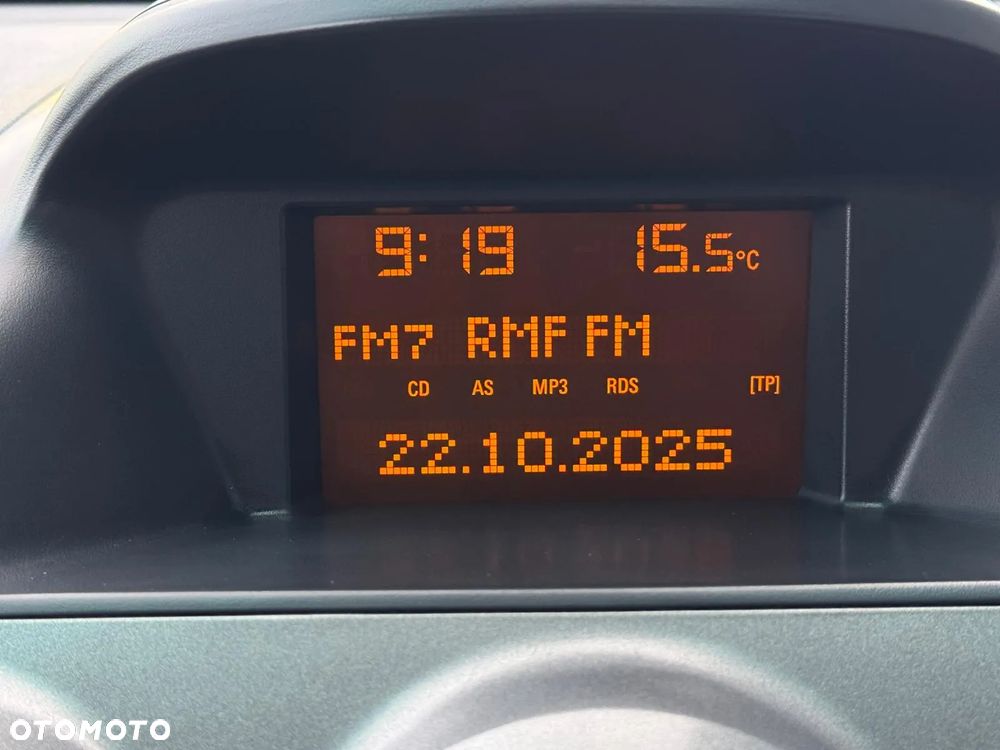 9:19 15.5°C
FM7 RMF FM
CD AS MP3 RDS [TP]
22.10.2025
OTOMOTO